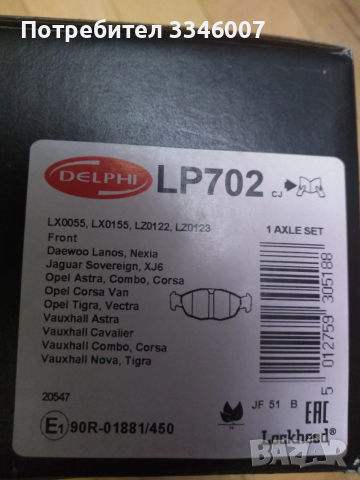 Потребител 3346007
DELPHI
LP702
CJ
LX0055, LX0155, LZ0122, LZ0123
1 AXLE SET
Front
Daewoo Lanos, Nexia
Jaguar Sovereign, XJ6
Opel Astra, Combo, Corsa
Opel Corsa Van
Opel Tigra, Vectra
Vauxhall Astra
Vauxhall Cavalier
Vauxhall Combo, Corsa
Vauxhall Nova, Tigra
5 012759 305188
20547
JF 51 B
EAC
E1 90R-01881/450
Lockheed®
bazar